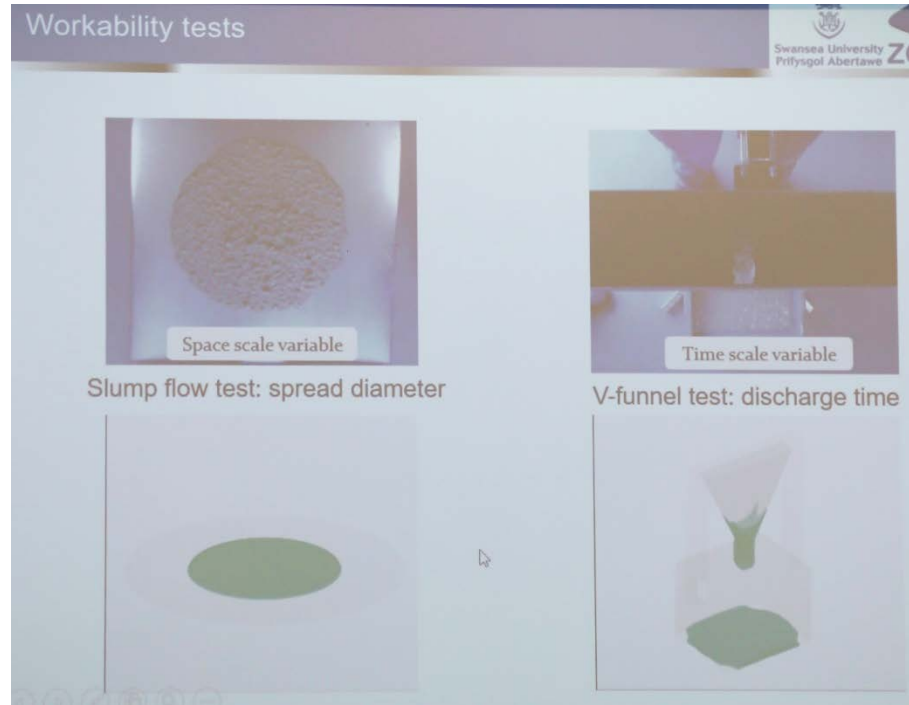 Workability tests
Swansea University
Prifysgol Abertawe
Space scale variable
Time scale variable
Slump flow test: spread diameter
V-funnel test: discharge time